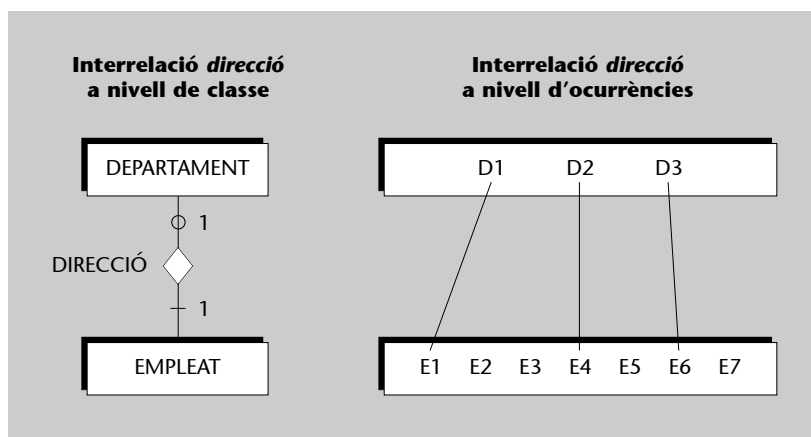 Interrelació direcció
a nivell de classe
DEPARTAMENT
1
DIRECCIÓ
1
EMPLEAT
Interrelació direcció
a nivell d'ocurrències
D1 D2 D3
E1 E2 E3 E4 E5 E6 E7